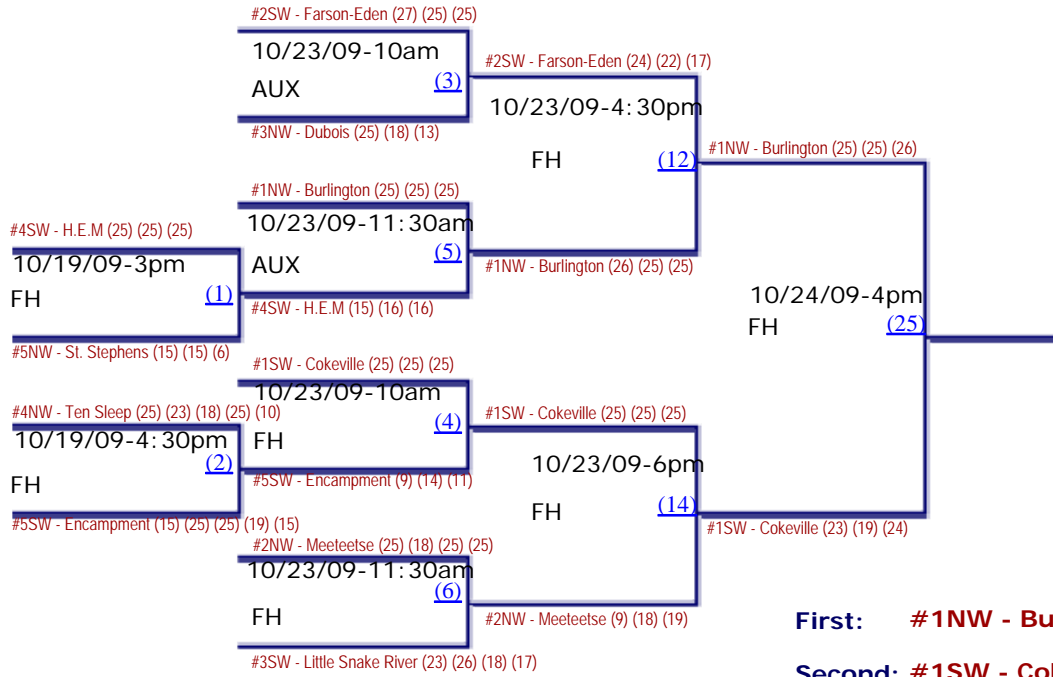 #2SW - Farson-Eden (27) (25) (25)
10/23/09-10am
AUX
(3)
#3NW - Dubois (25) (18) (13)
#2SW - Farson-Eden (24) (22) (17)
10/23/09-4:30pm
FH
(12)
#1NW - Burlington (25) (25) (26)
#1NW - Burlington (25) (25) (25)
10/23/09-11:30am
AUX
(5)
#1NW - Burlington (26) (25) (25)
#4SW - H.E.M (25) (25) (25)
10/19/09-3pm
FH
(1)
#4SW - H.E.M (15) (16) (16)
#5NW - St. Stephens (15) (15) (6)
10/24/09-4pm
FH
(25)
#1SW - Cokeville (25) (25) (25)
10/23/09-10am
FH
(4)
#1SW - Cokeville (25) (25) (25)
#4NW - Ten Sleep (25) (23) (18) (25) (10)
10/19/09-4:30pm
FH
(2)
#5SW - Encampment (9) (14) (11)
#5SW - Encampment (15) (25) (25) (19) (15)
10/23/09-6pm
FH
(14)
#1SW - Cokeville (23) (19) (24)
#2NW - Meeteetse (25) (18) (25) (25)
10/23/09-11:30am
FH
(6)
#2NW - Meeteetse (9) (18) (19)
#3SW - Little Snake River (23) (26) (18) (17)
First: #1NW - Bu
Second: #1SW - Col